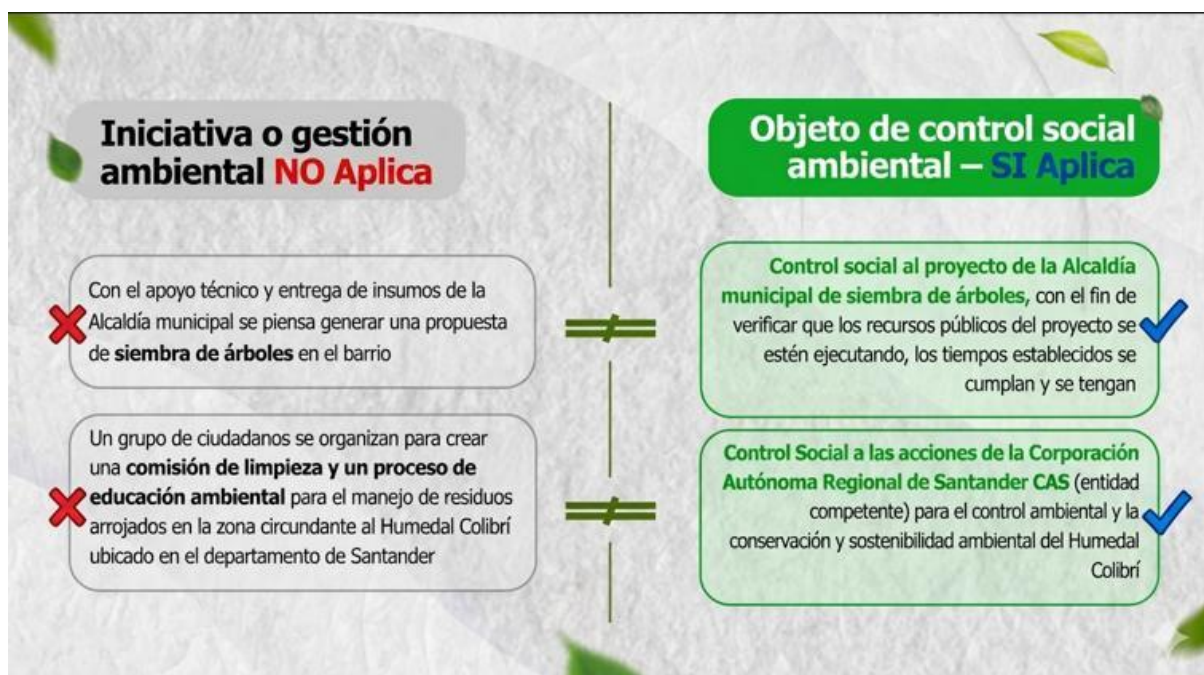 Iniciativa o gestión
ambiental NO Aplica
Con el apoyo técnico y entrega de insumos de la
Alcaldía municipal se piensa generar una propuesta
de siembra de árboles en el barrio
Un grupo de ciudadanos se organizan para crear
una comisión de limpieza y un proceso de
educación ambiental para el manejo de residuos
arrojados en la zona circundante al Humedal Colibrí
ubicado en el departamento de Santander
Objeto de control social
ambiental – SI Aplica
Control social al proyecto de la Alcaldía
municipal de siembra de árboles, con el fin de
verificar que los recursos públicos del proyecto se
estén ejecutando, los tiempos establecidos se
cumplan y se tengan
Control Social a las acciones de la Corporación
Autónoma Regional de Santander CAS (entidad
competente) para el control ambiental y la
conservación y sostenibilidad ambiental del Humedal
Colibrí